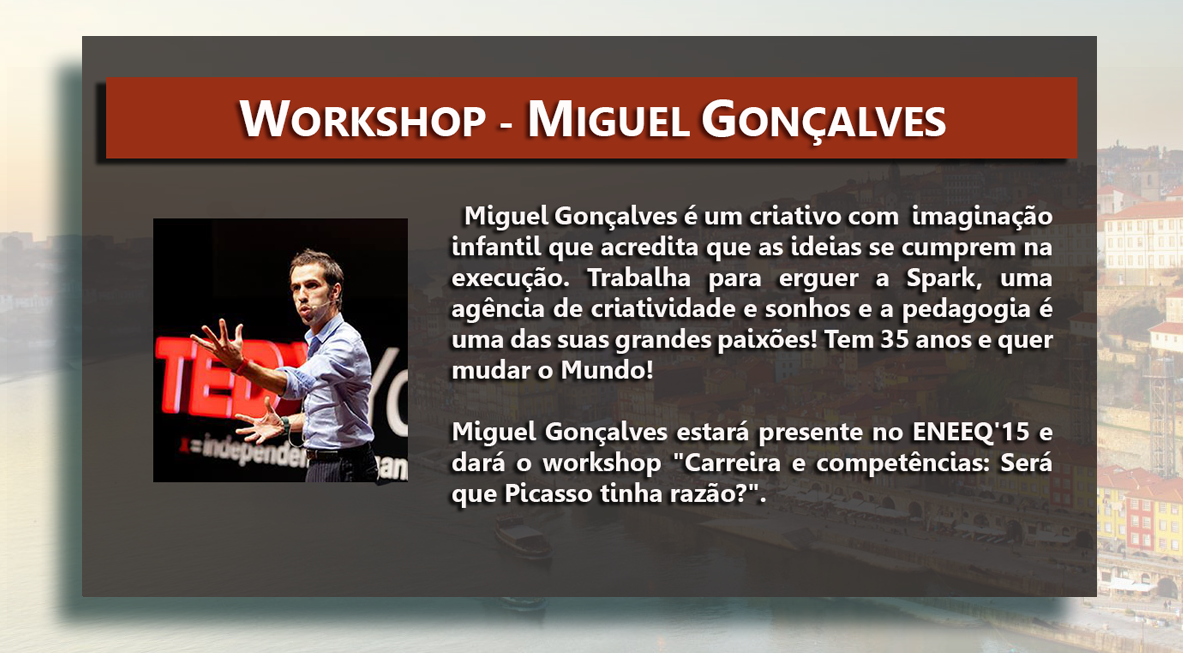 Workshop - Miguel Gonçalves
Miguel Gonçalves é um criativo com imaginação
infantil que acredita que as ideias se cumprem na
execução. Trabalha para erguer a Spark, uma
agência de criatividade e sonhos e a pedagogia é
uma das suas grandes paixões! Tem 35 anos e quer
mudar o Mundo!
Miguel Gonçalves estará presente no ENEEQ'15 e
dará o workshop "Carreira e competências: Será
que Picasso tinha razão?".
TEDx
x=independen